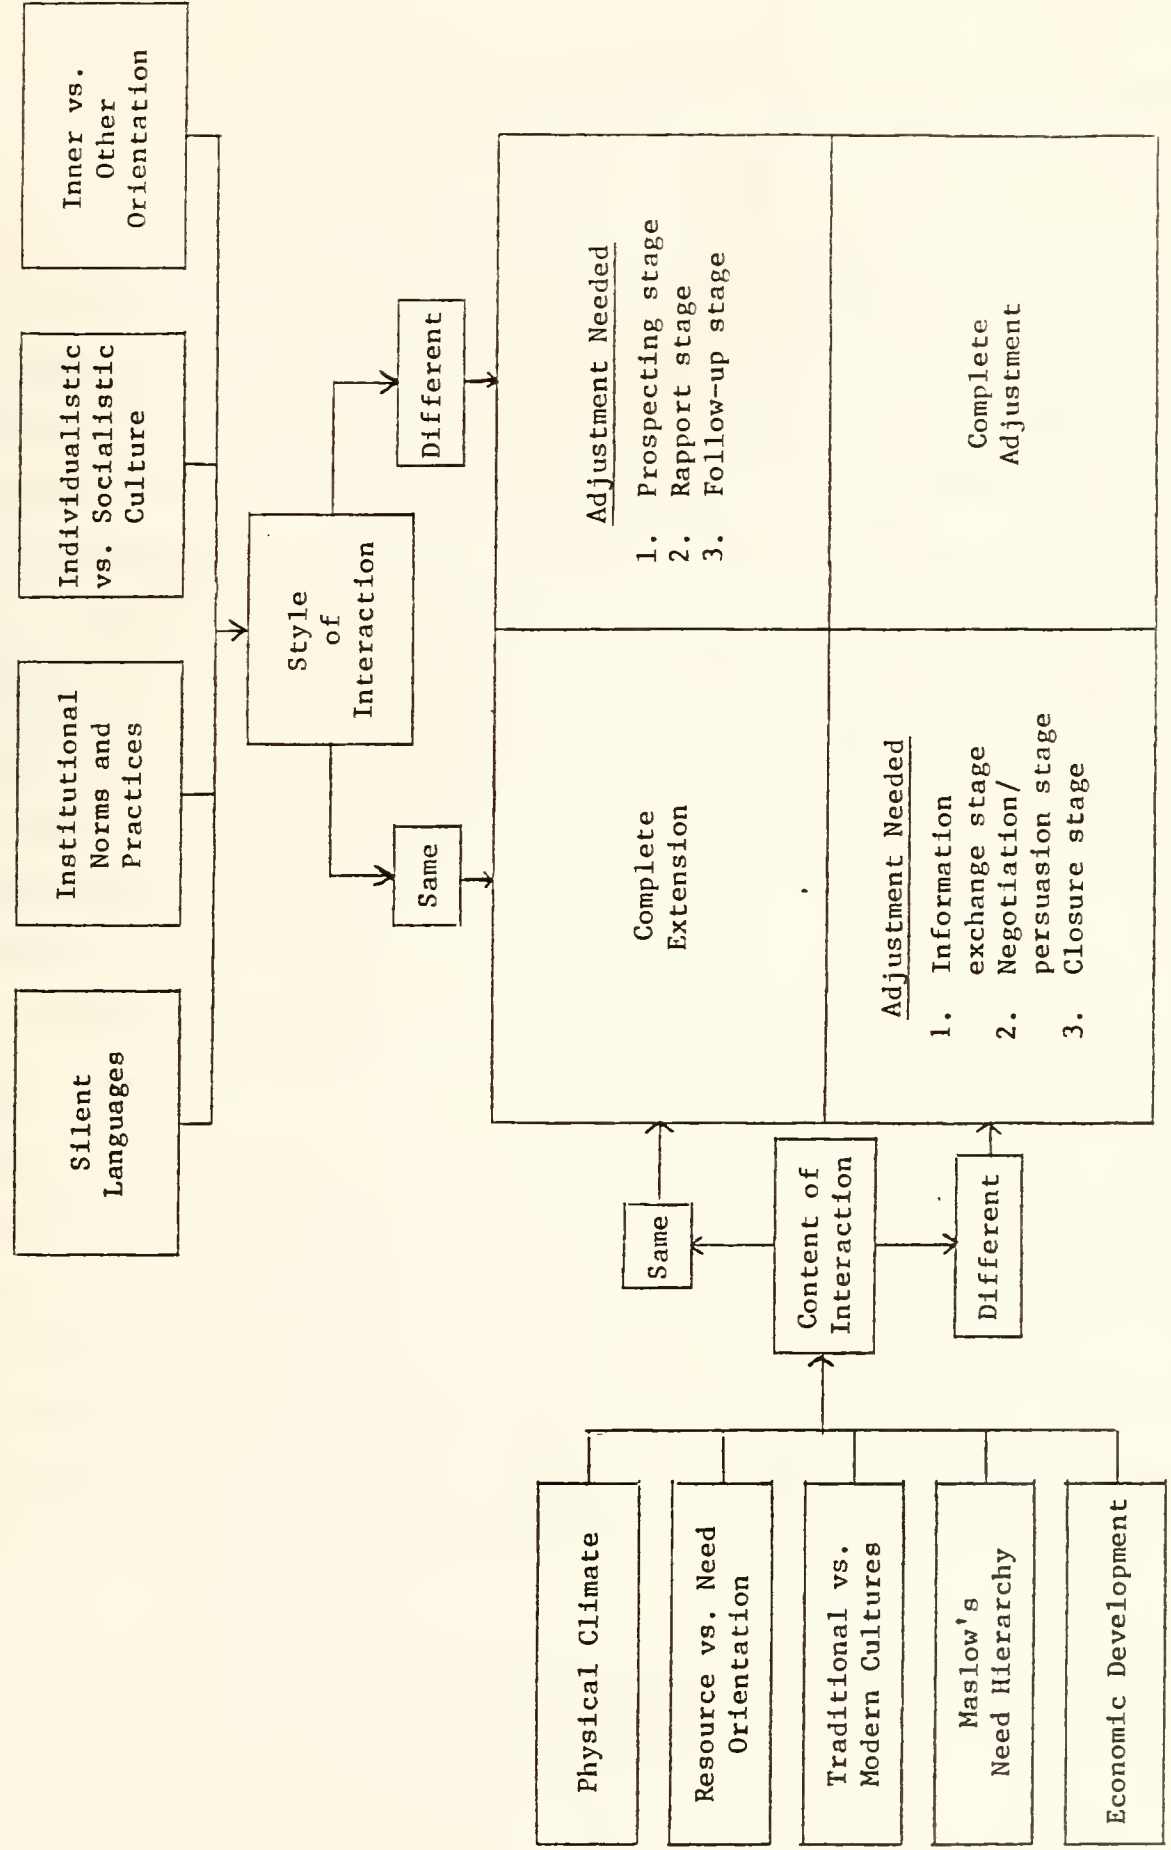 Silent
Languages
Institutional
Norms and
Practices
Individualistic
vs. Socialistic
Culture
Inner vs.
Other
Orientation
Style
of
Interaction
Same
Different
Physical Climate
Resource vs. Need
Orientation
Traditional vs.
Modern Cultures
Maslow's
Need Hierarchy
Economic Development
Content of
Interaction
Same
Different
Complete
Extension
Adjustment Needed
1. Prospecting stage
2. Rapport stage
3. Follow-up stage
Adjustment Needed
1. Information
exchange stage
2. Negotiation/
persuasion stage
3. Closure stage
Complete
Adjustment